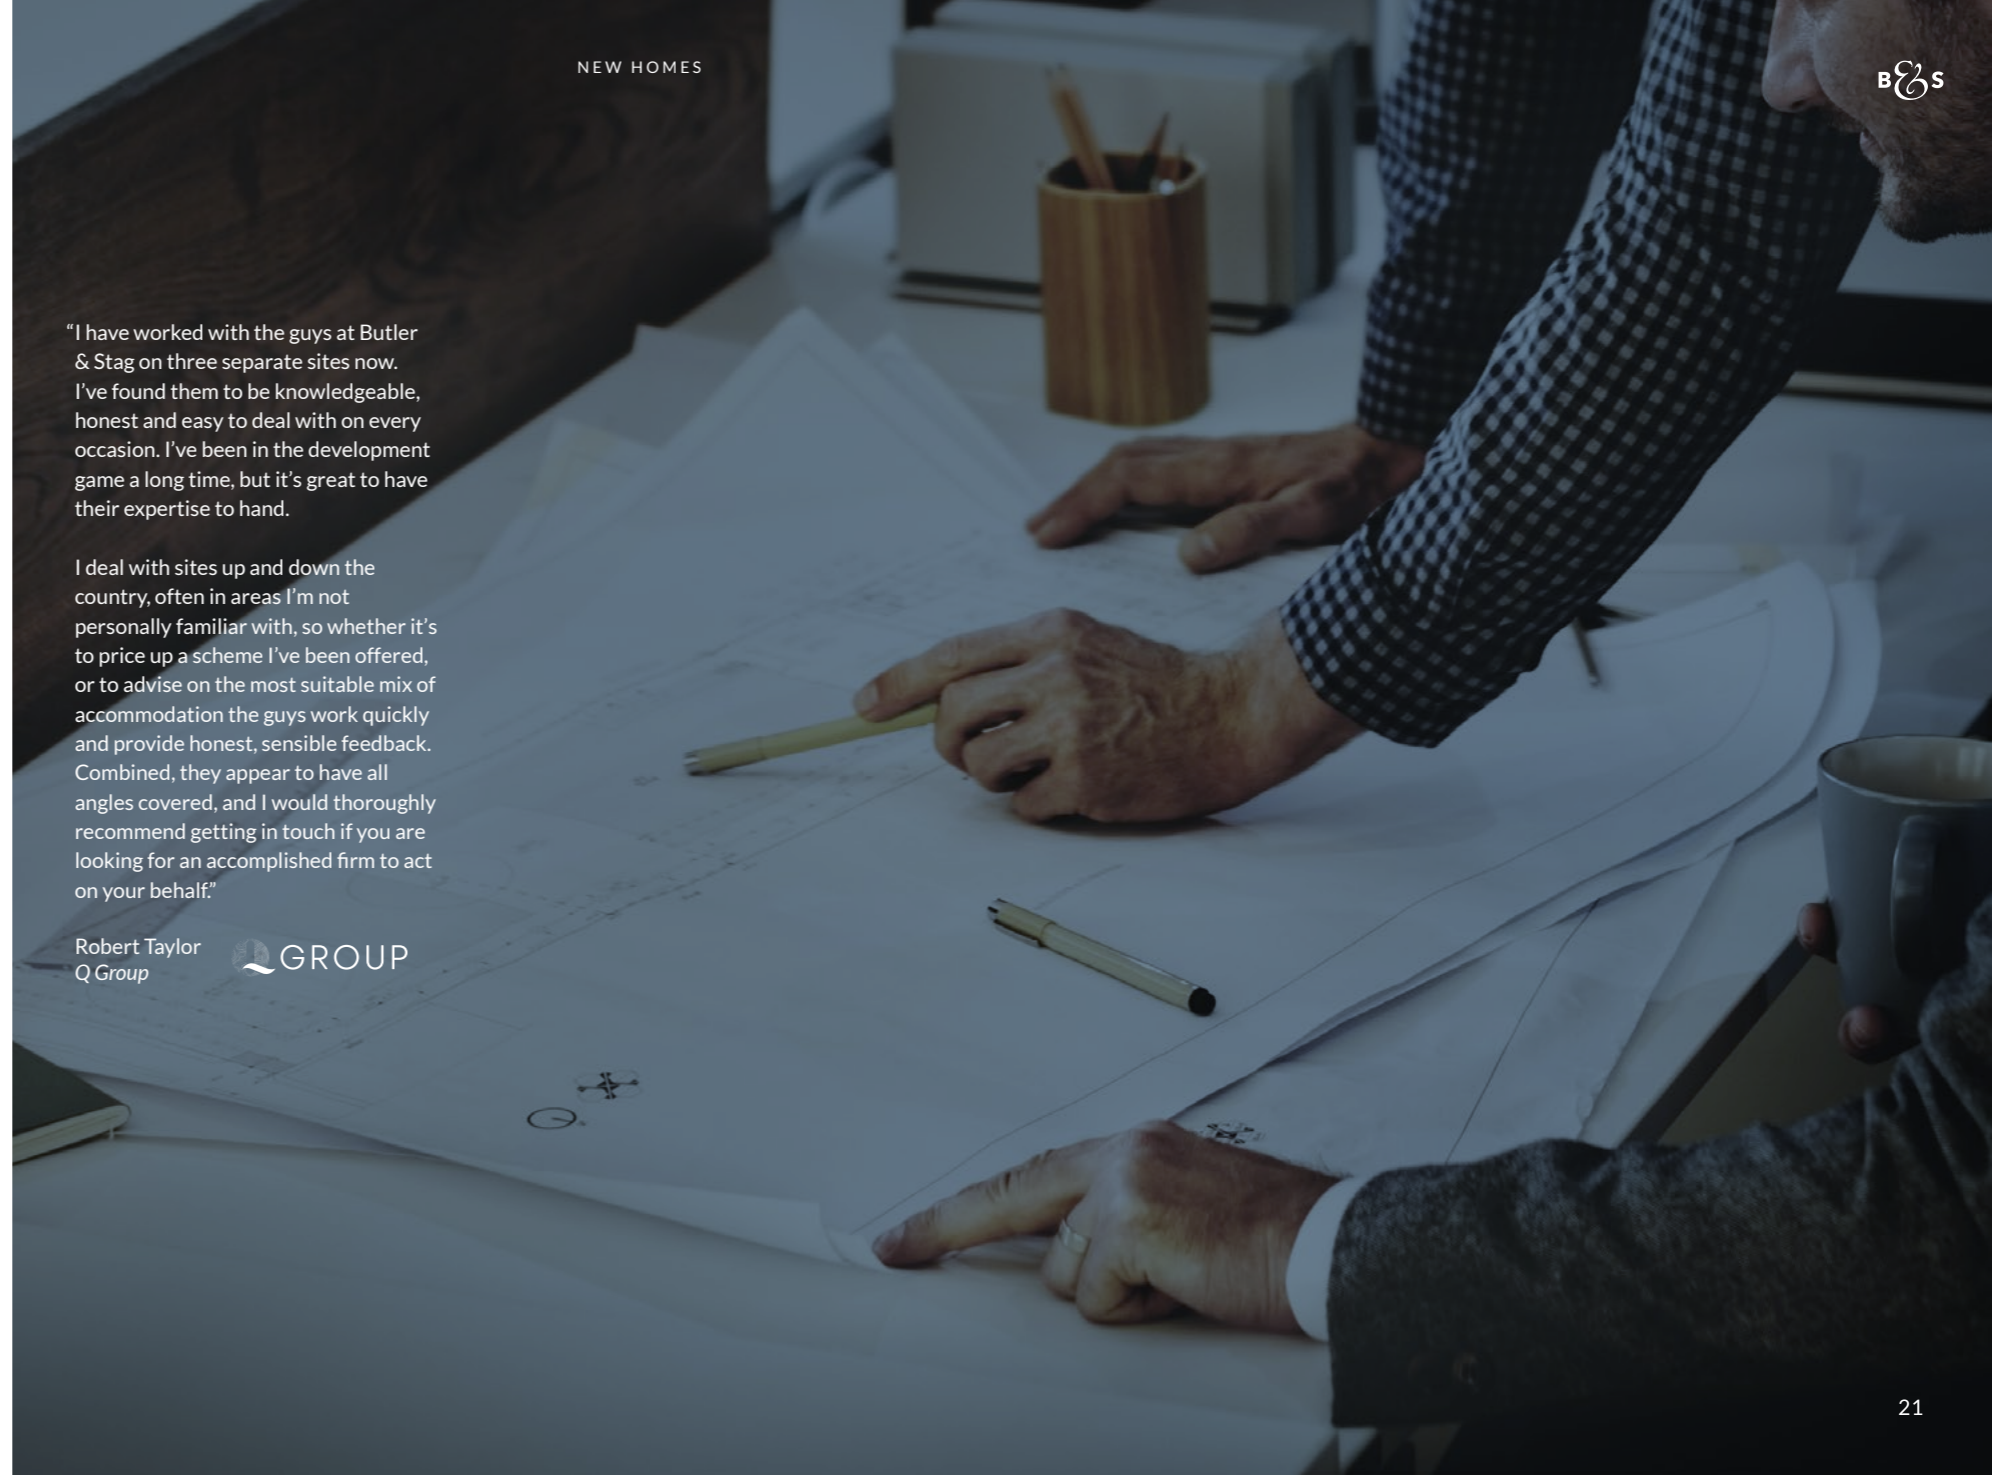 NEW HOMES
B&S
“I have worked with the guys at Butler
& Stag on three separate sites now.
I’ve found them to be knowledgeable,
honest and easy to deal with on every
occasion. I’ve been in the development
game a long time, but it’s great to have
their expertise to hand.
I deal with sites up and down the
country, often in areas I’m not
personally familiar with, so whether it’s
to price up a scheme I’ve been offered,
or to advise on the most suitable mix of
accommodation the guys work quickly
and provide honest, sensible feedback.
Combined, they appear to have all
angles covered, and I would thoroughly
recommend getting in touch if you are
looking for an accomplished firm to act
on your behalf.”
Robert Taylor
Q Group
Q GROUP
21